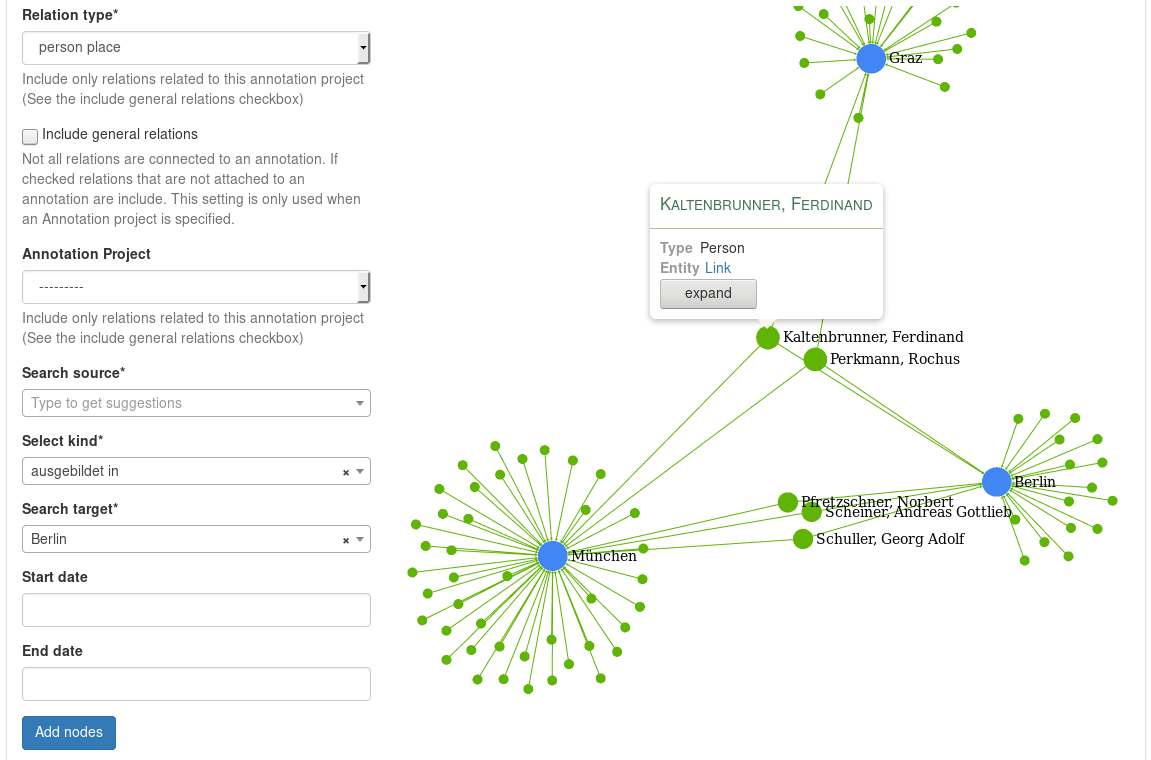 Relation type*
person place
Include only relations related to this annotation project
(See the include general relations checkbox)
Include general relations
Not all relations are connected to an annotation. If
checked relations that are not attached to an
annotation are include. This setting is only used when
an Annotation project is specified.
Annotation Project
---------
Include only relations related to this annotation project
(See the include general relations checkbox)
Search source*
Type to get suggestions
Select kind*
ausgebildet in ×
Search target*
Berlin ×
Start date
End date
Add nodes
Graz
Kaltenbrunner, Ferdinand
Type Person
Entity Link
expand
Kaltenbrunner, Ferdinand
Perkmann, Rochus
Berlin
Pfretzschner, Norbert
Scheiner, Andreas Gottlieb
Schuller, Georg Adolf
München